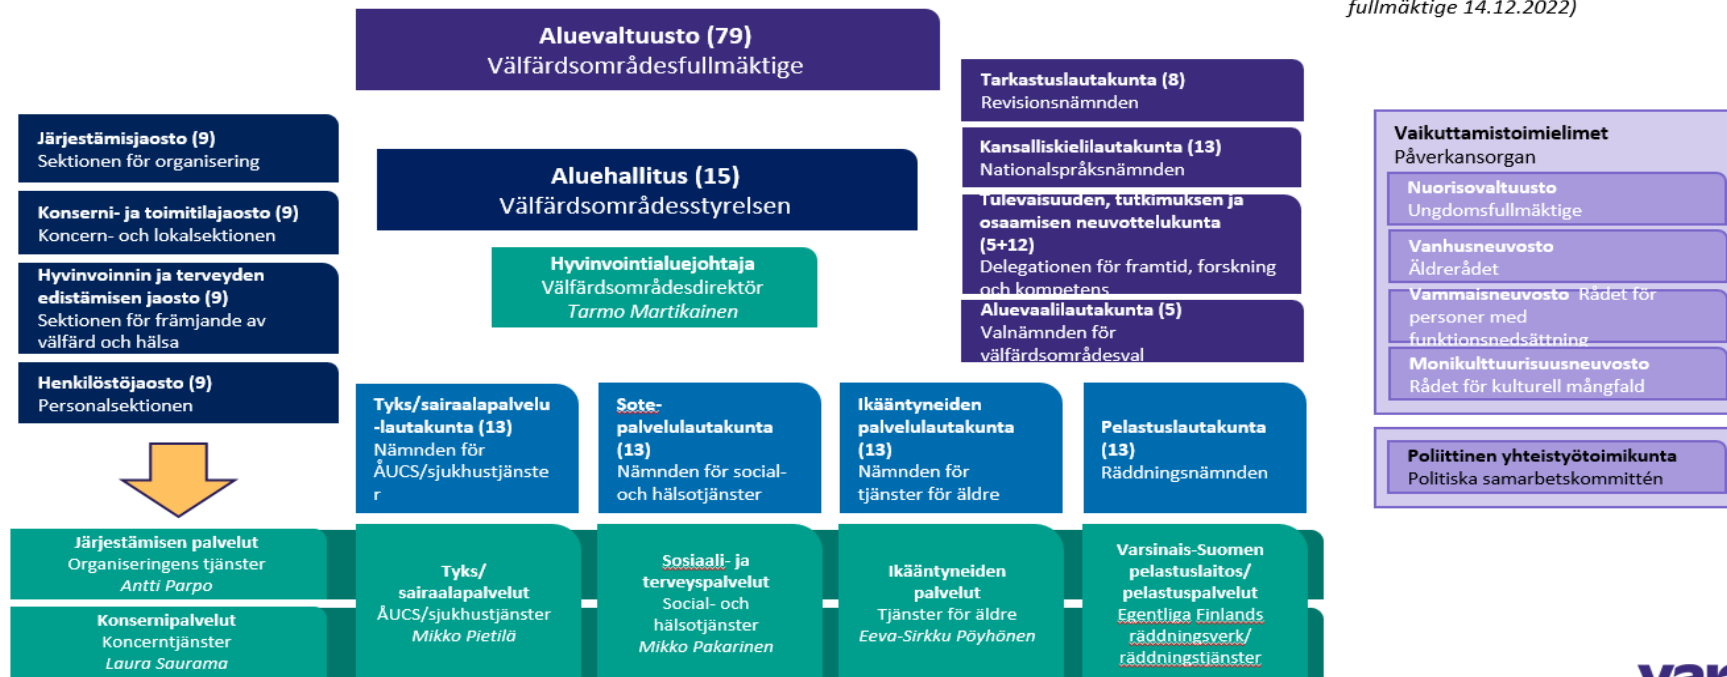 fullmäktige 14.12.2022)
Aluevaltuusto (79)
Välfärdsområdesfullmäktige
Tarkastuslautakunta (8)
Revisionsnämnden
Järjestämisjaosto (9)
Sektionen för organisering
Kansalliskielilautakunta (13)
Nationalspråksnämnden
Vaikuttamistoimielimet
Påverkansorgan
Aluehallitus (15)
Välfärdsområdesstyrelsen
Konserni- ja toimitilajaosto (9)
Koncern- och lokalsektionen
Tulevaisuuden, tutkimuksen ja
osaamisen neuvottelukunta
(5+12)
Delegationen för framtid, forskning
och kompetens
Nuorisovaltuusto
Ungdomsfullmäktige
Vanhusneuvosto
Äldrerådet
Hyvinvointialuejohtaja
Välfärdsområdesdirektör
Tarmo Martikainen
Hyvinvoinnin ja terveyden
edistämisen jaosto (9)
Sektionen för främjande av
välfärd och hälsa
Aluevaalilautakunta (5)
Valnämnden för
välfärdsområdesval
Vammaisneuvosto Rådet för
personer med
funktionsnedsättning
Monikulttuurisuusneuvosto
Rådet för kulturell mångfald
Henkilöstöjaosto (9)
Personalsektionen
Tyks/sairaalapalvelu
-lautakunta (13)
Nämnden för
ÅUCS/sjukhustjänste
r
Sote-
palvelulautakunta
(13)
Nämnden för social-
och hälsotjänster
Ikääntyneiden
palvelulautakunta
(13)
Nämnden för
tjänster för äldre
Pelastuslautakunta
(13)
Räddningsnämnden
Poliittinen yhteistyötoimikunta
Politiska samarbetskommittén
Järjestämisen palvelut
Organiseringens tjänster
Antti Parpo
Konsernipalvelut
Koncerntjänster
Laura Saurama
Tyks/
sairaalapalvelut
ÅUCS/sjukhustjänster
Mikko Pietilä
Sosiaali- ja
terveyspalvelut
Social- och
hälsotjänster
Mikko Pakarinen
Ikääntyneiden
palvelut
Tjänster för äldre
Eeva-Sirkku Pöyhönen
Varsinais-Suomen
pelastuslaitos/
pelastuspalvelut
Egentliga Finlands
räddningsverk/
räddningstjänster